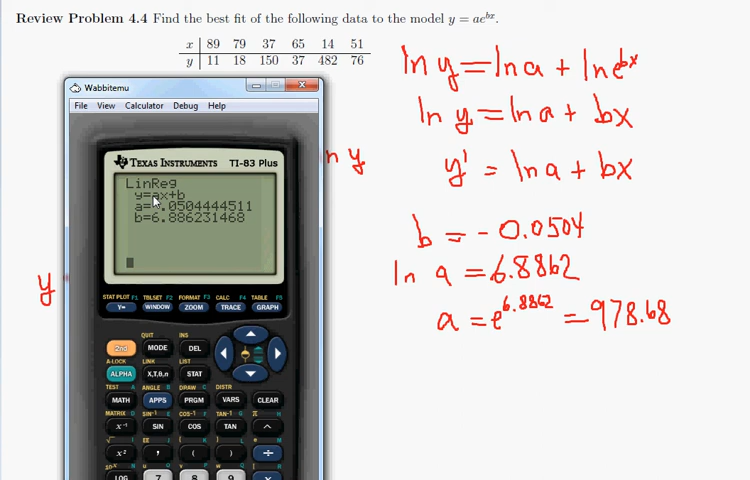 Review Problem 4.4 Find the best fit of the following data to the model y = ae^{bx}.
x 89 79 37 65 14 51
y 11 18 150 37 482 76
ln y = ln a + ln e^{bx}
ln y = ln a + bx
n y
y' = ln a + bx
b = -0.0504
ln a = 6.8862
a = e^{6.8862} = 978.68
y
Wabbitemu
File View Calculator Debug Help
TEXAS INSTRUMENTS TI-83 Plus
LinReg
y=ax+b
.0504444511
b=6.886231468
STAT PLOT F1 TBLSET F2 FORMAT F3 CALC F4 TABLE F5
Y= WINDOW ZOOM TRACE GRAPH
QUIT INS
2nd MODE DEL
A-LOCK LINK LIST
ALPHA X,T,θ,n STAT
TEST A ANGLE B DRAW C DISTR
MATH APPS PRGM VARS CLEAR
MATRIX D SIN⁻¹ E COS⁻¹ F TAN⁻¹ G π H
x⁻¹ SIN COS TAN ^
√ I EE J { K } L e M
x² , ( ) ÷
10ˣ N
LOG 7 8 9 ×